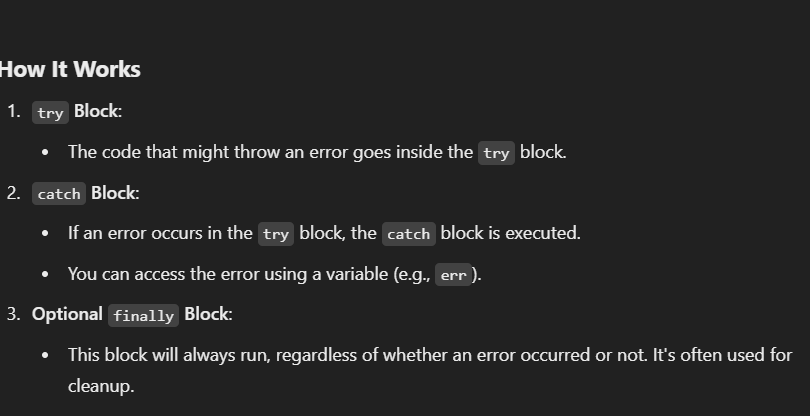 How It Works
1. try Block:
• The code that might throw an error goes inside the try block.
2. catch Block:
• If an error occurs in the try block, the catch block is executed.
• You can access the error using a variable (e.g., err).
3. Optional finally Block:
• This block will always run, regardless of whether an error occurred or not. It's often used for
cleanup.